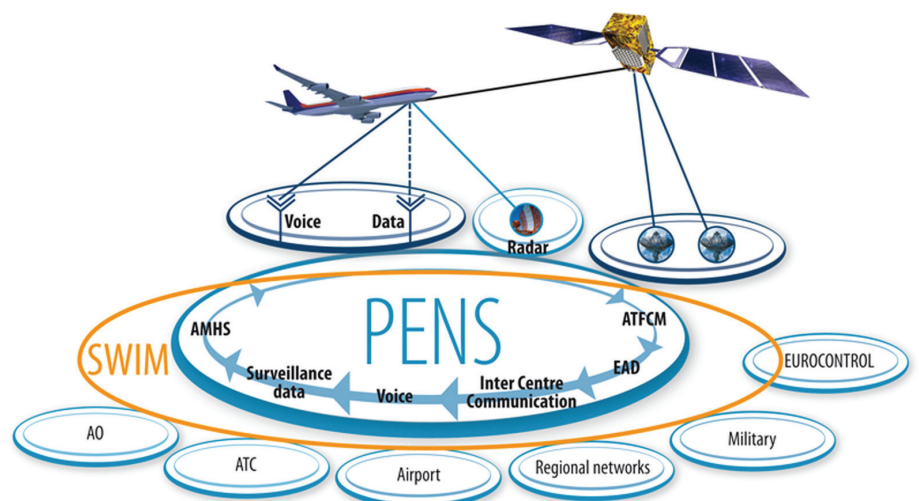 Voice
Data
Radar
PENS
SWIM
AMHS
ATFCM
EAD
Inter Centre
Communication
Voice
Surveillance
data
EUROCONTROL
Military
Regional networks
Airport
ATC
AO